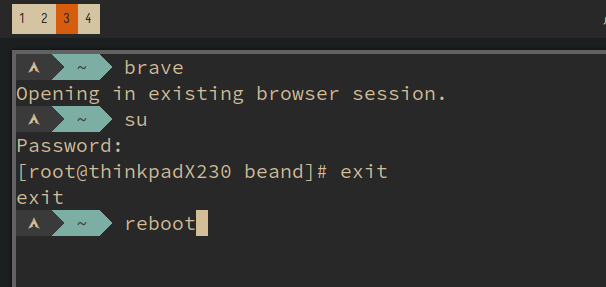 1 2 3 4
~ brave
Opening in existing browser session.
~ su
Password:
[root@thinkpadX230 beand]# exit
exit
~ reboot